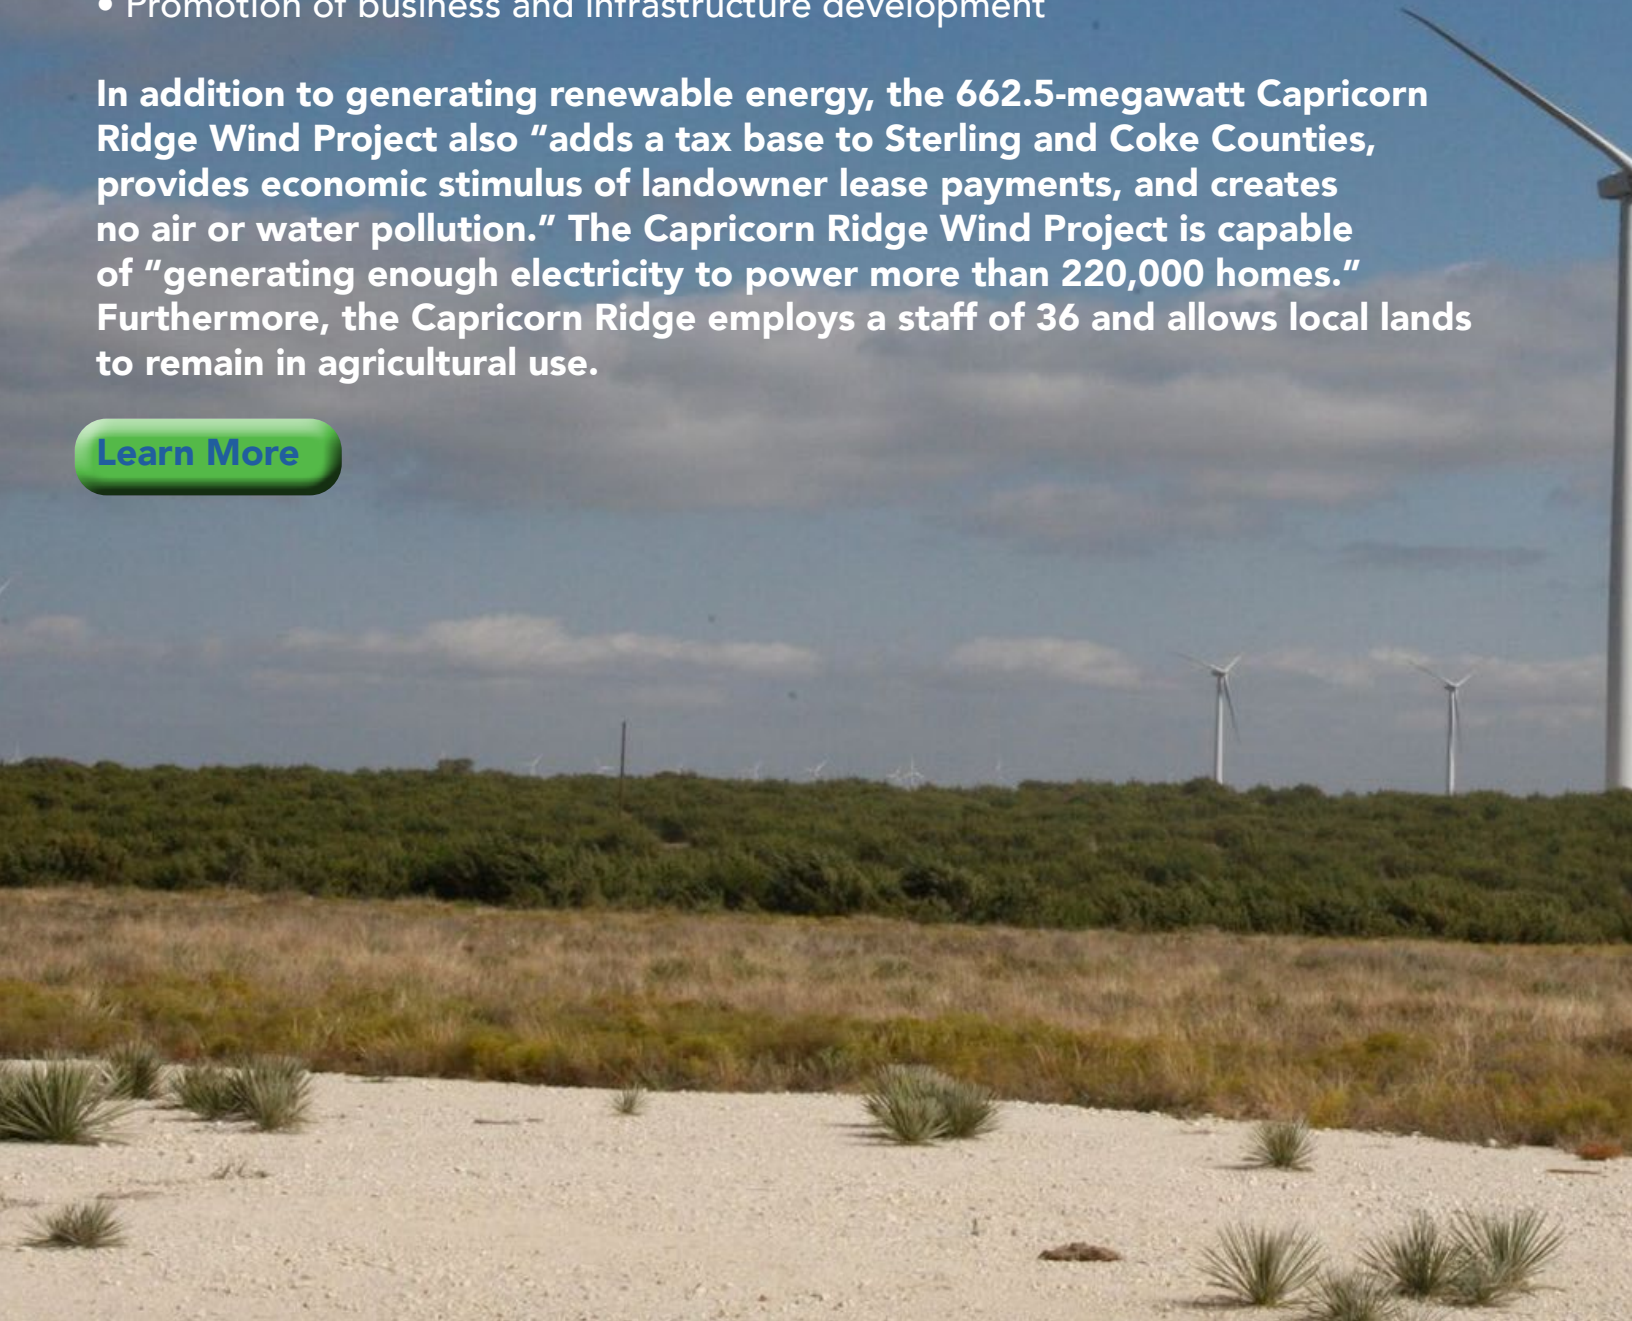 • Promotion of business and infrastructure development
In addition to generating renewable energy, the 662.5-megawatt Capricorn
Ridge Wind Project also “adds a tax base to Sterling and Coke Counties,
provides economic stimulus of landowner lease payments, and creates
no air or water pollution.” The Capricorn Ridge Wind Project is capable
of “generating enough electricity to power more than 220,000 homes.”
Furthermore, the Capricorn Ridge employs a staff of 36 and allows local lands
to remain in agricultural use.
Learn More